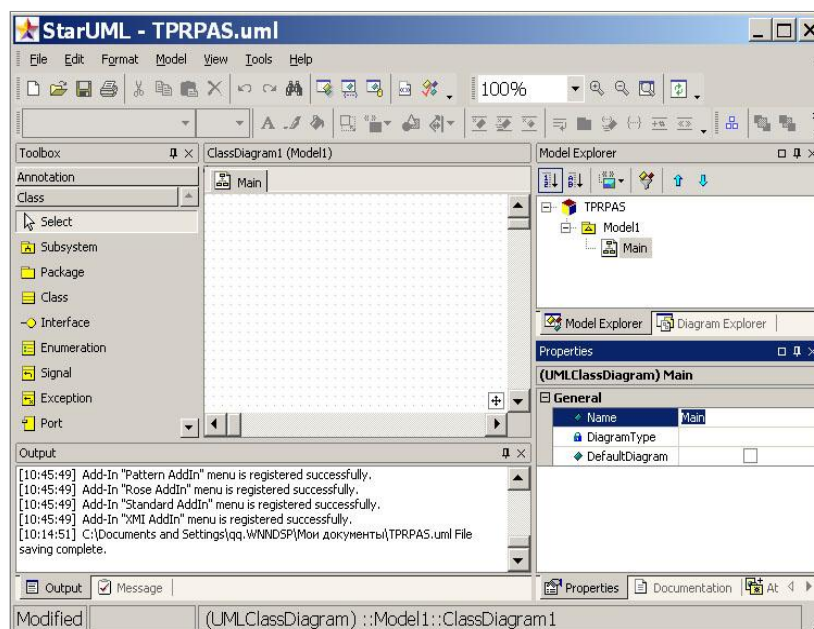 StarUML - TPRPAS.uml
File Edit Format Model View Tools Help
100%
Toolbox
Annotation
Class
Select
Subsystem
Package
Class
Interface
Enumeration
Signal
Exception
Port
ClassDiagram1 (Model1)
Main
Model Explorer
TPRPAS
Model1
Main
Model Explorer Diagram Explorer
Properties
(UMLClassDiagram) Main
General
Name Main
DiagramType
DefaultDiagram
Properties Documentation At
Output
[10:45:49] Add-In "Pattern AddIn" menu is registered successfully.
[10:45:49] Add-In "Rose AddIn" menu is registered successfully.
[10:45:49] Add-In "Standard AddIn" menu is registered successfully.
[10:45:49] Add-In "XMI AddIn" menu is registered successfully.
[10:14:51] C:\Documents and Settings\qq.WNNDSP\Мои документы\TPRPAS.uml File
saving complete.
Output Message
Modified (UMLClassDiagram) ::Model1::ClassDiagram1